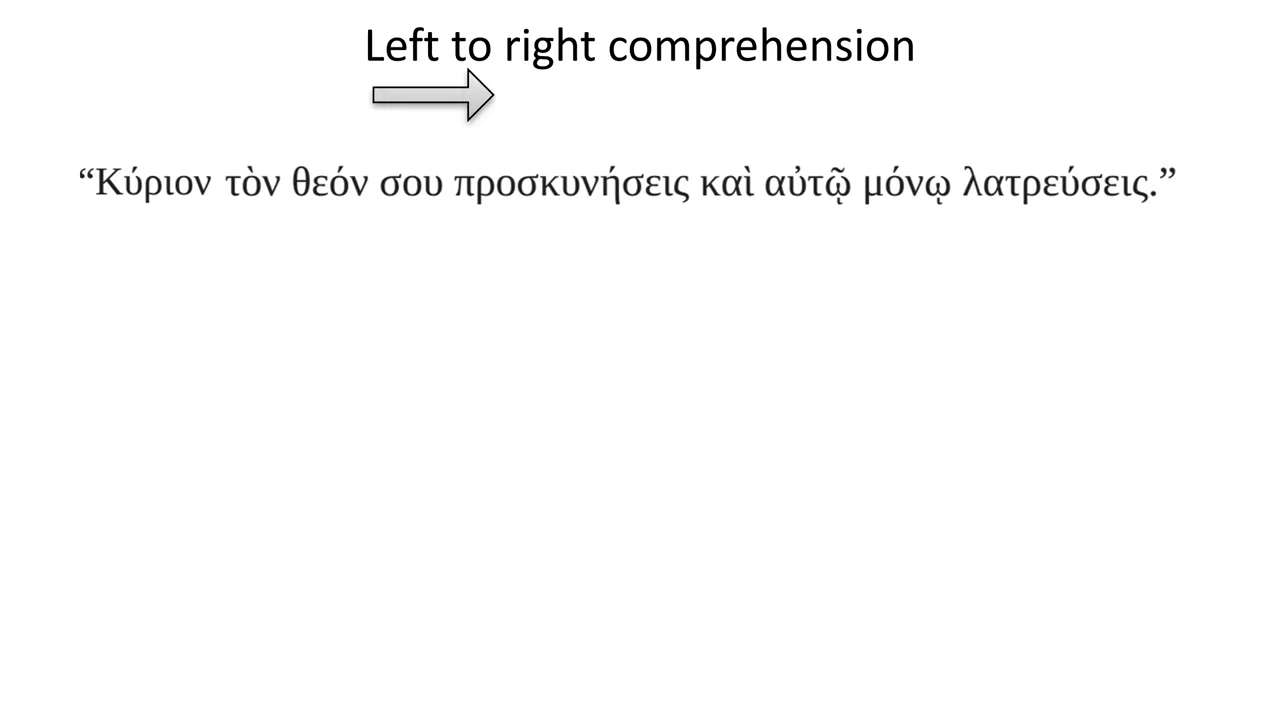 Left to right comprehension
“Κύριον τὸν θεόν σου προσκυνήσεις καὶ αὐτῷ μόνῳ λατρεύσεις.”